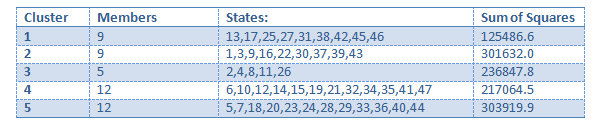 Cluster Members States: Sum of Squares
1 9 13,17,25,27,31,38,42,45,46 125486.6
2 9 1,3,9,16,22,30,37,39,43 301632.0
3 5 2,4,8,11,26 236847.8
4 12 6,10,12,14,15,19,21,32,34,35,41,47 217064.5
5 12 5,7,18,20,23,24,28,29,33,36,40,44 303919.9